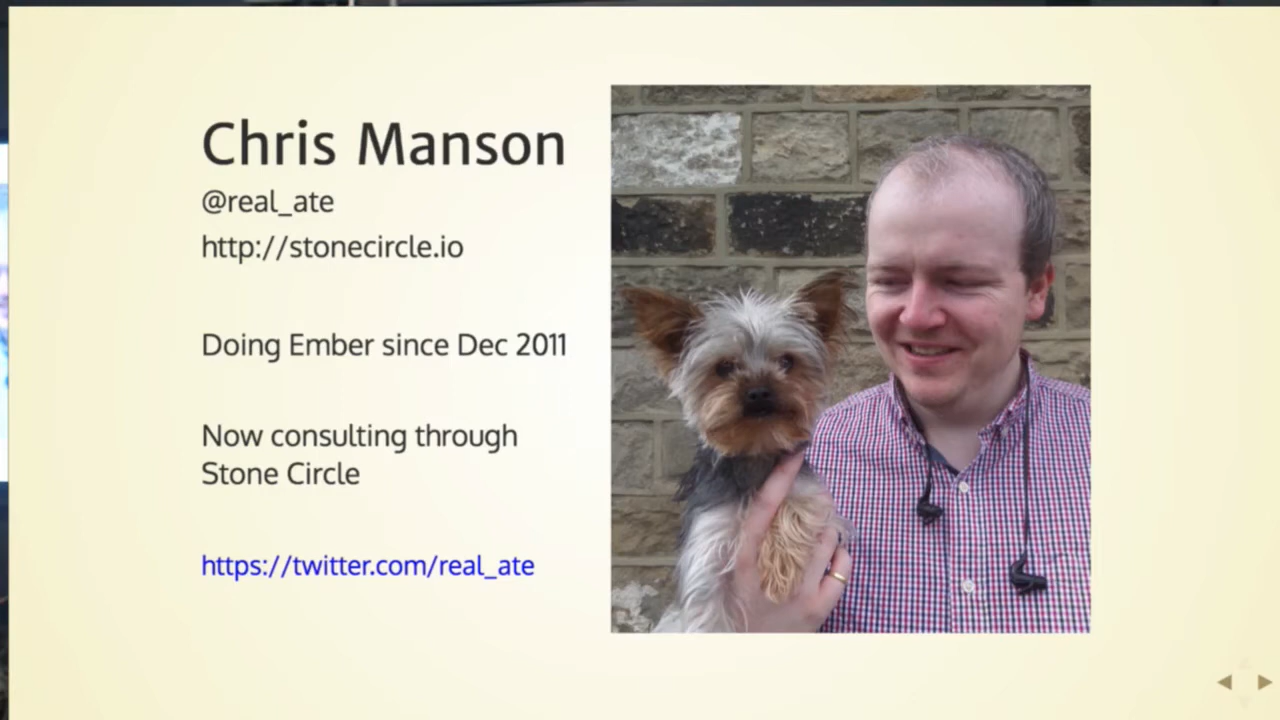 Chris Manson
@real_ate
http://stonecircle.io
Doing Ember since Dec 2011
Now consulting through
Stone Circle
https://twitter.com/real_ate